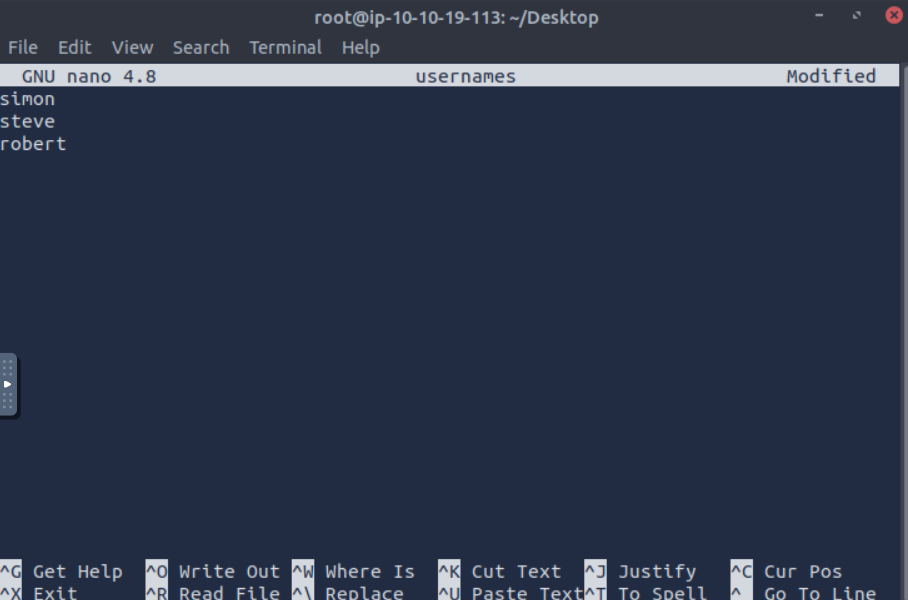 root@ip-10-10-19-113: ~/Desktop
File Edit View Search Terminal Help
GNU nano 4.8 usernames Modified
simon
steve
robert
^G Get Help ^O Write Out ^W Where Is ^K Cut Text ^J Justify ^C Cur Pos
^X Exit ^R Read File ^\ Replace ^U Paste Text ^T To Spell ^_ Go To Line